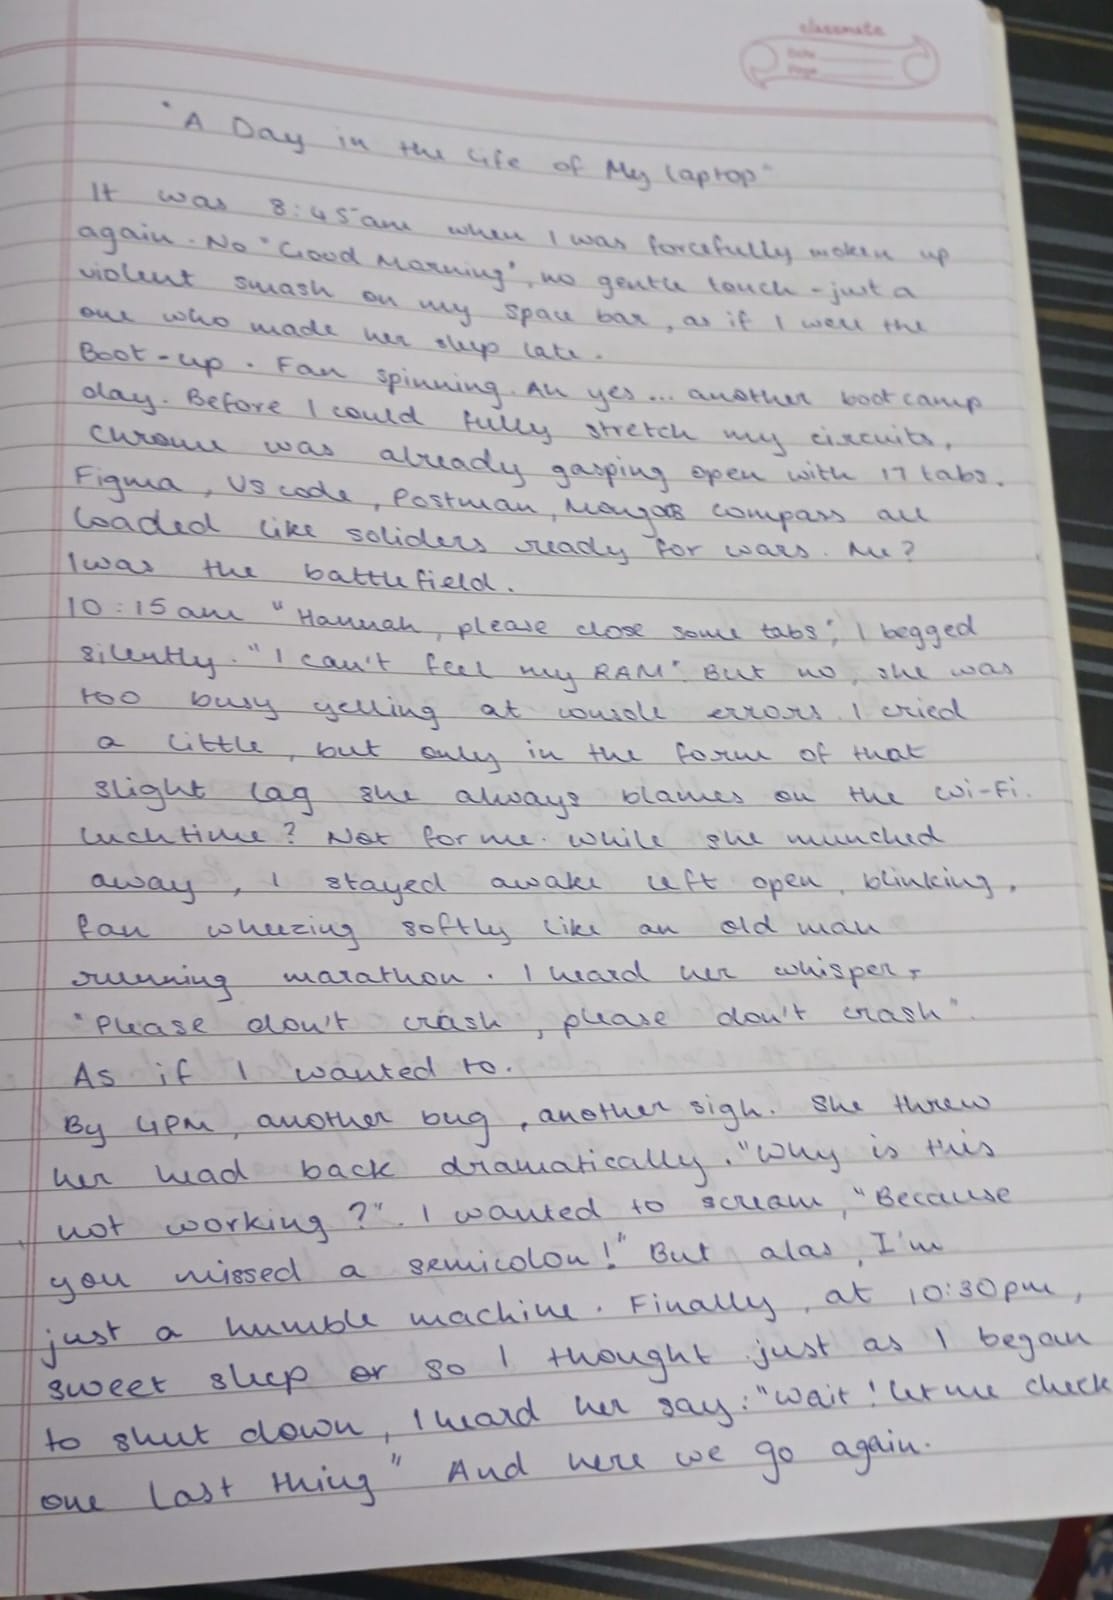 classmate
Date
Page
"A Day in the life of My laptop"
It was 8:45am when I was forcefully woken up
again. No "Good Morning", no gentle touch - just a
violent smash on my space bar, as if I were the
one who made her sleep late.
Boot-up. Fan spinning. Ah yes... another bootcamp
day. Before I could fully stretch my circuits,
chrome was already gasping open with 17 tabs.
Figma, VS code, Postman, Compass all
loaded like soliders ready for wars. Me?
I was the battlefield.
10:15am "Hannah, please close some tabs", I begged
silently. "I can't feel my RAM". But no, she was
too busy yelling at console errors. I cried
a little, but only in the form of that
slight lag she always blames on the wi-fi.
Luchtime? Not for me. While she munched
away, I stayed awake left open, blinking,
fan wheezing softly like an old man
running marathon. I heard her whisper,
"Please don't crash, please don't crash".
As if I wanted to.
By 4PM, another bug, another sigh. She threw
her head back dramatically. "Why is this
not working?". I wanted to scream, "Because
you missed a semicolon!" But alas, I'm
just a humble machine. Finally, at 10:30pm,
sweet sleep or so I thought. just as I began
to shut down, I heard her say: "Wait! let me check
one last thing" And here we go again.